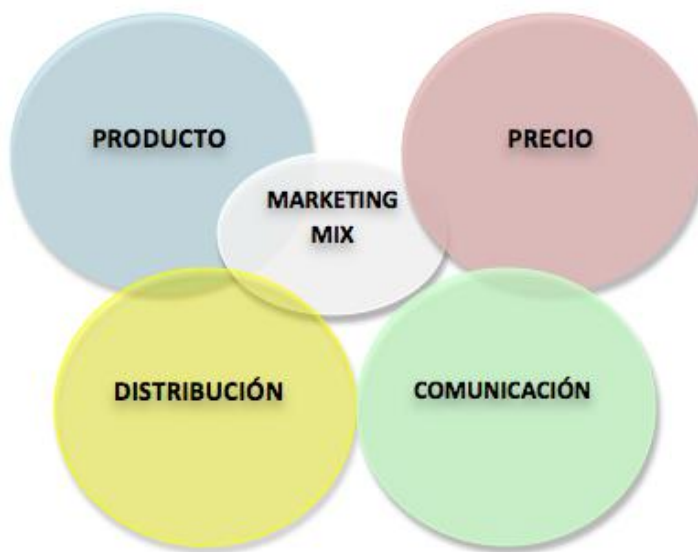 PRODUCTO
PRECIO
MARKETING
MIX
DISTRIBUCIÓN
COMUNICACIÓN